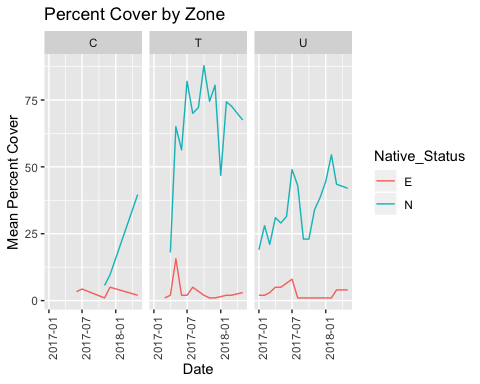 Percent Cover by Zone
C T U
Mean Percent Cover
75
50
25
0
2017-01 2017-07 2018-01 2017-01 2017-07 2018-01 2017-01 2017-07 2018-01
Date
Native_Status
E
N